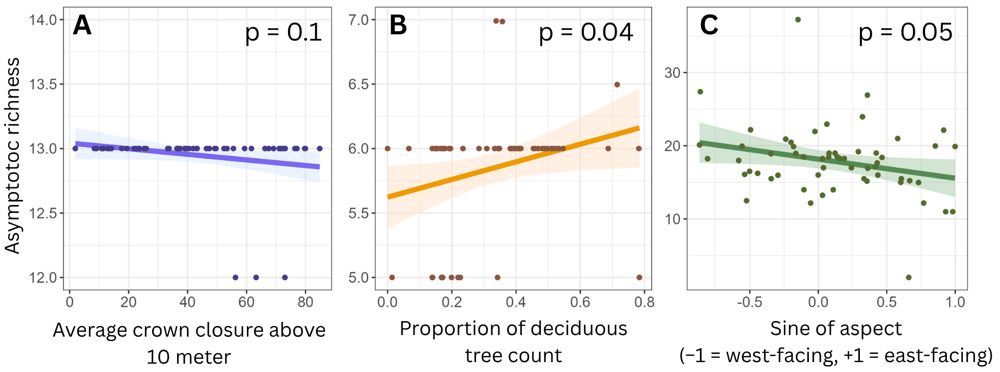 Asymptotoc richness
A
p = 0.1
14.0
13.5
13.0
12.5
12.0
0 20 40 60 80
Average crown closure above
10 meter
B
p = 0.04
7.0
6.5
6.0
5.5
5.0
0.0 0.2 0.4 0.6 0.8
Proportion of deciduous
tree count
C
p = 0.05
30
20
10
-0.5 0.0 0.5 1.0
Sine of aspect
(−1 = west-facing, +1 = east-facing)